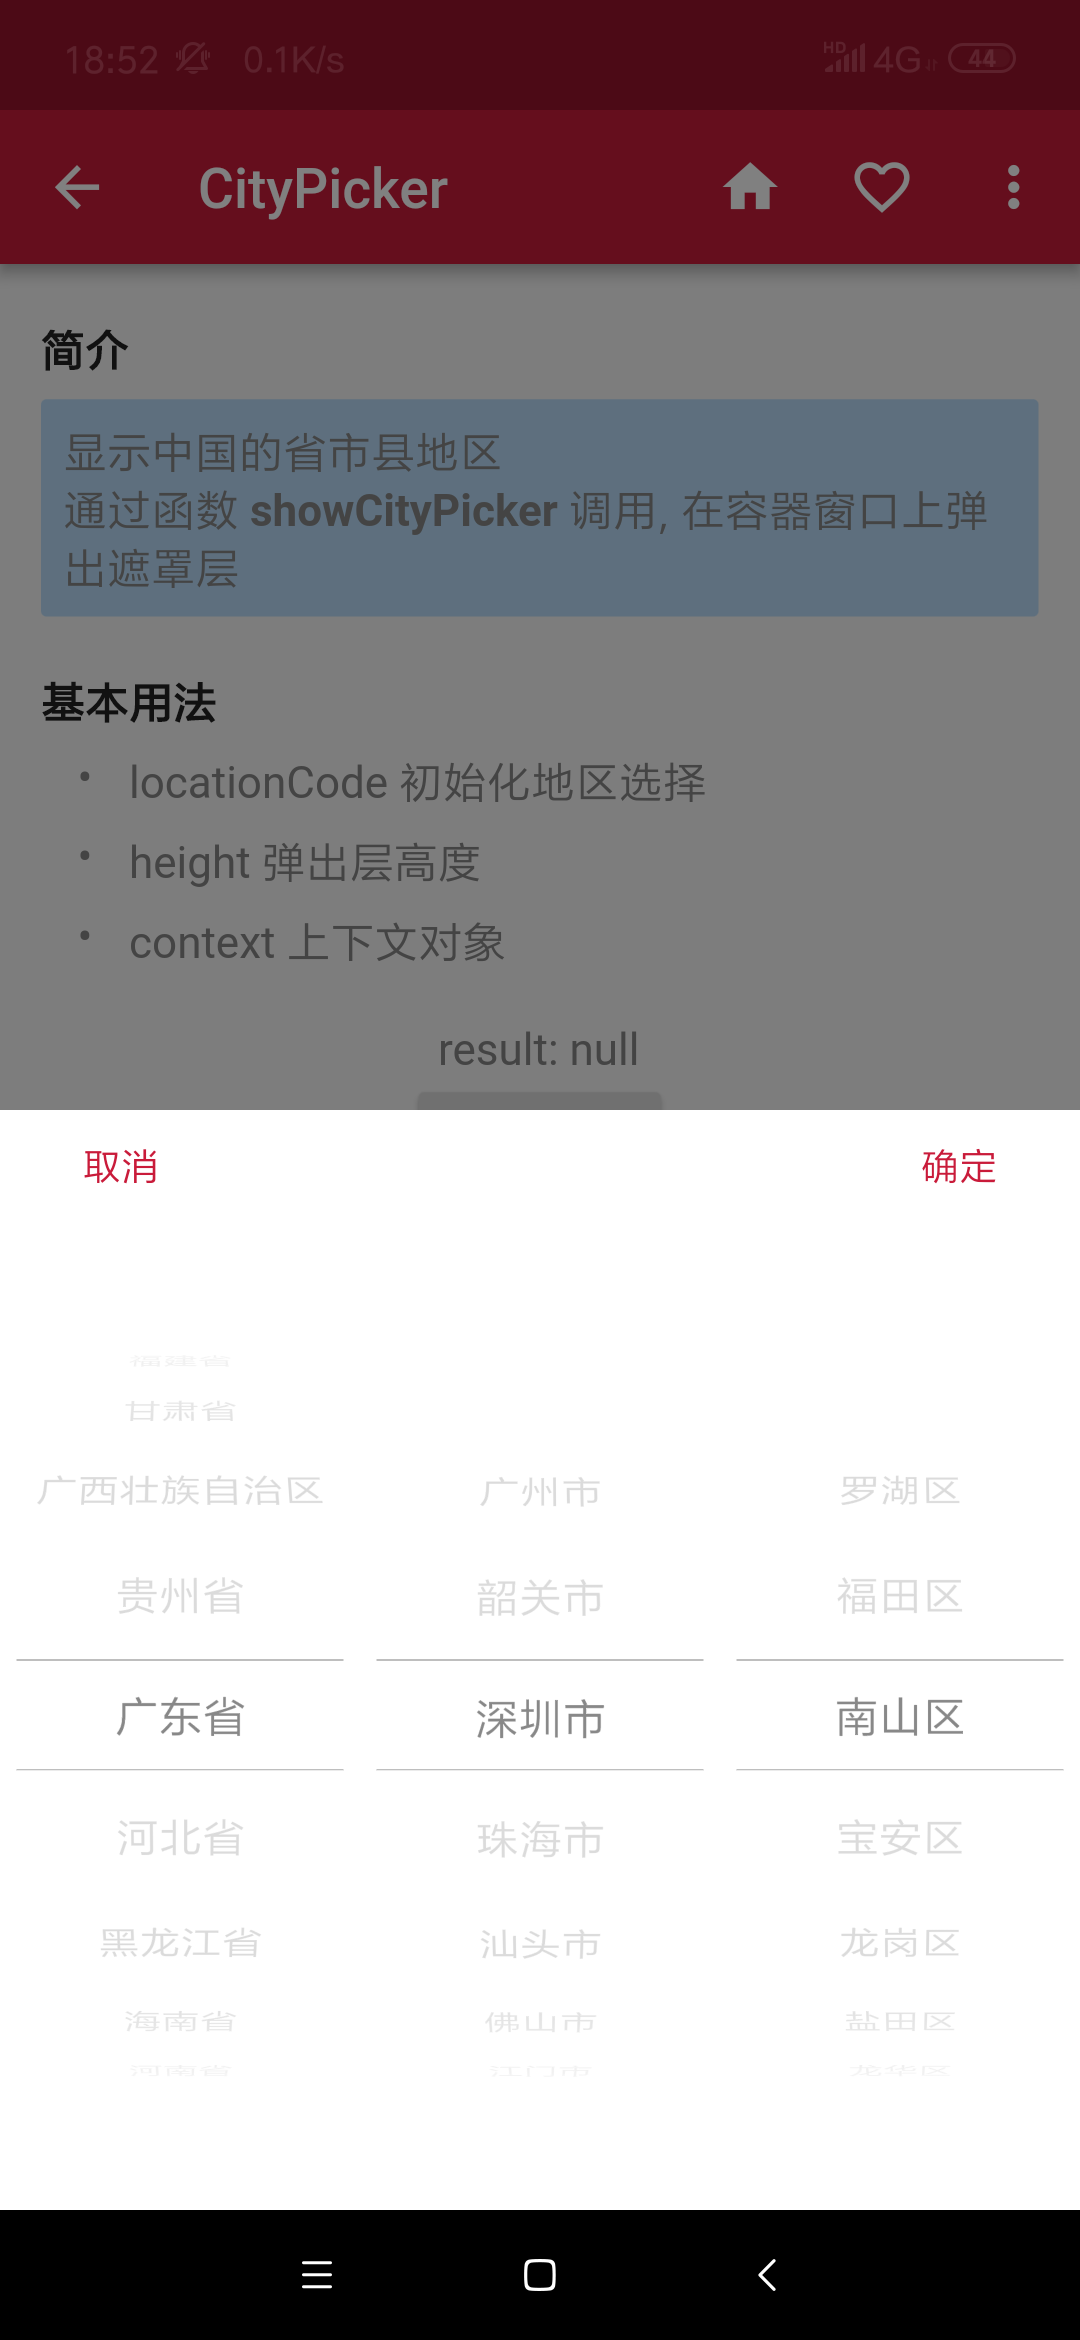 18:52 0.1K/s HD 4G 44
CityPicker
简介
显示中国的省市县地区
通过函数 showCityPicker 调用, 在容器窗口上弹
出遮罩层
基本用法
• locationCode 初始化地区选择
• height 弹出层高度
• context 上下文对象
result: null
取消 确定
福建省
甘肃省
广西壮族自治区 广州市 罗湖区
贵州省 韶关市 福田区
广东省 深圳市 南山区
河北省 珠海市 宝安区
黑龙江省 汕头市 龙岗区
海南省 佛山市 盐田区
河南省 江门市 龙华区